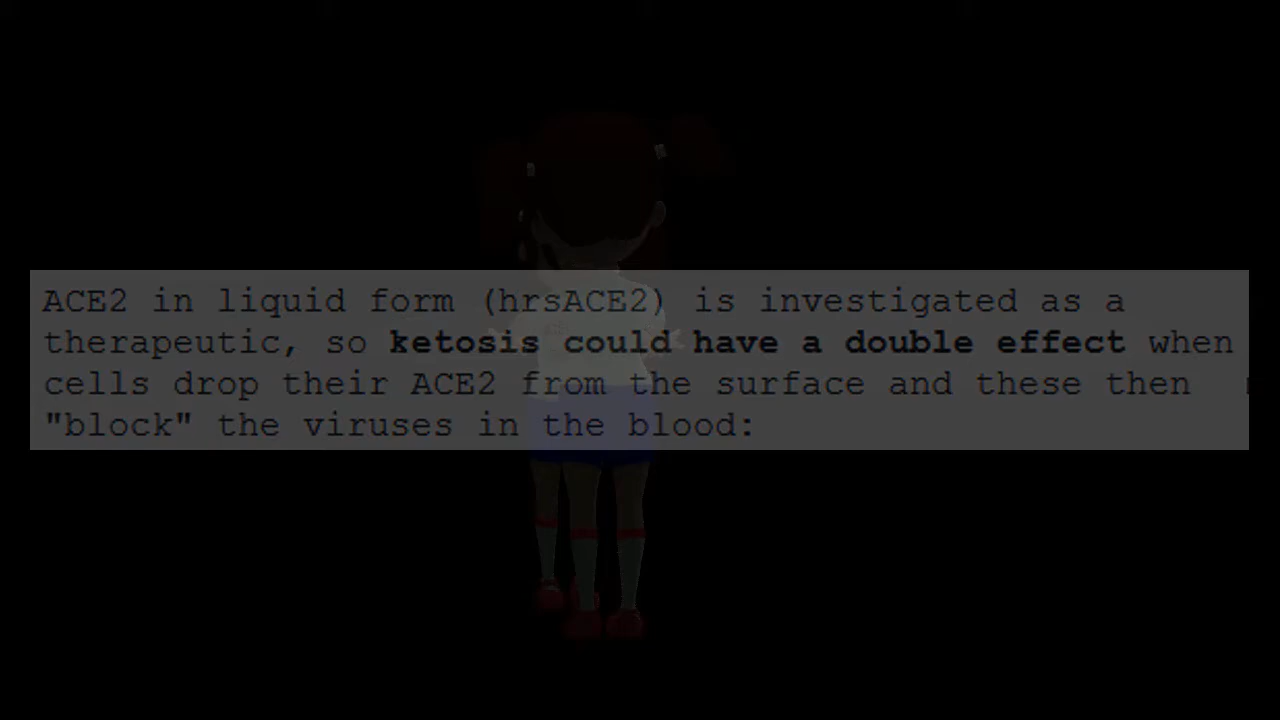 ACE2 in liquid form (hrsACE2) is investigated as a
therapeutic, so ketosis could have a double effect when
cells drop their ACE2 from the surface and these then
"block" the viruses in the blood: